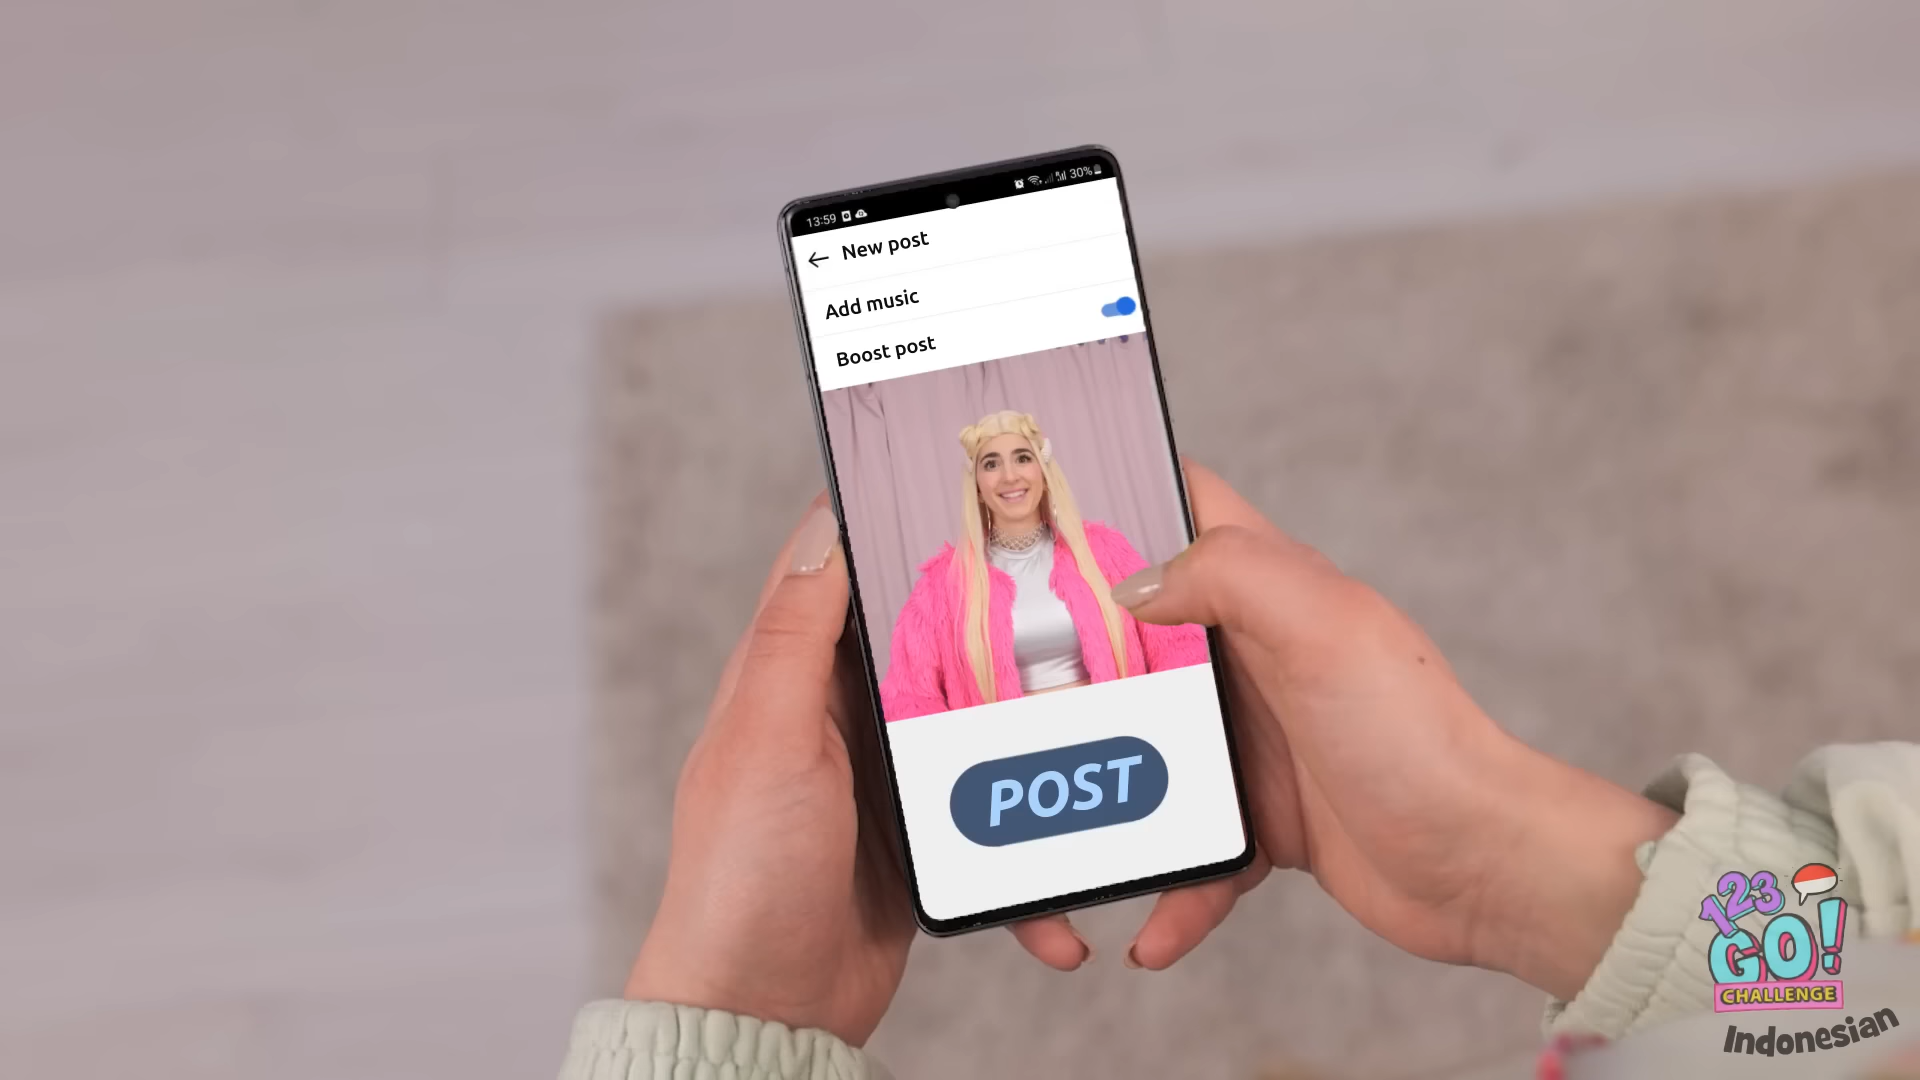 13:59
30%
New post
Add music
Boost post
POST
123
GO!
CHALLENGE
Indonesian